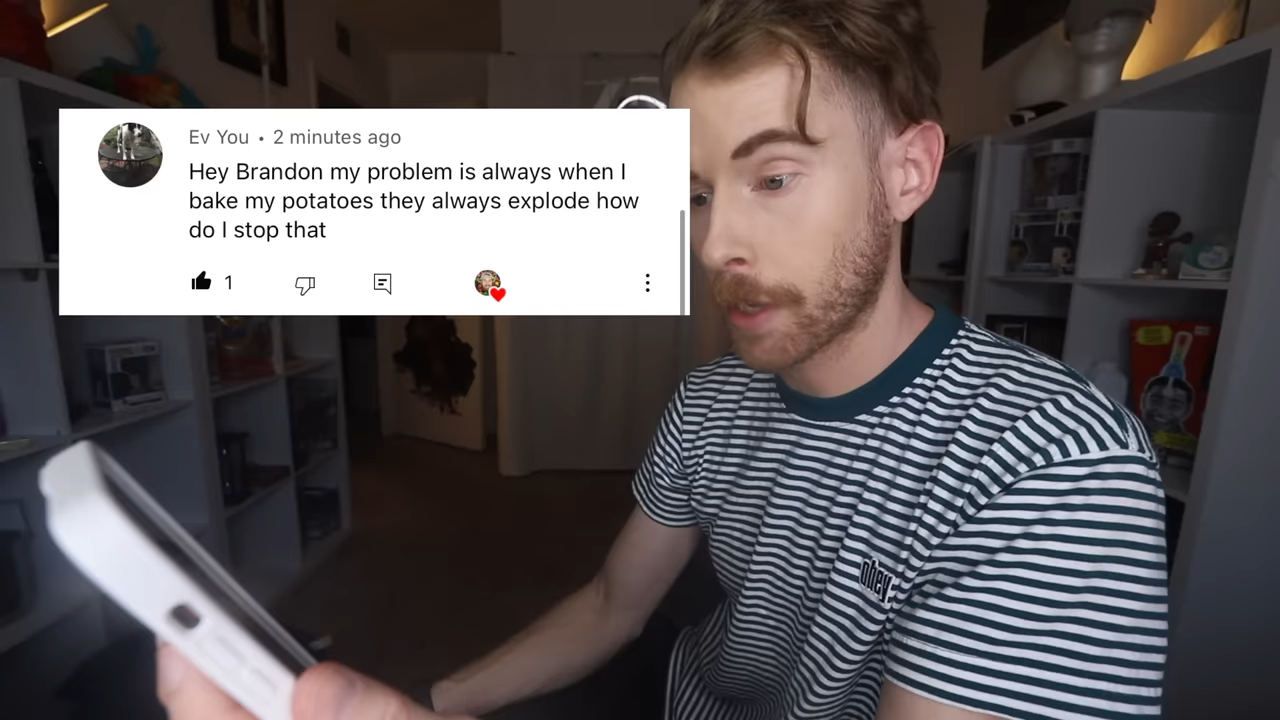 Ev You • 2 minutes ago
Hey Brandon my problem is always when I
bake my potatoes they always explode how
do I stop that
1
obey